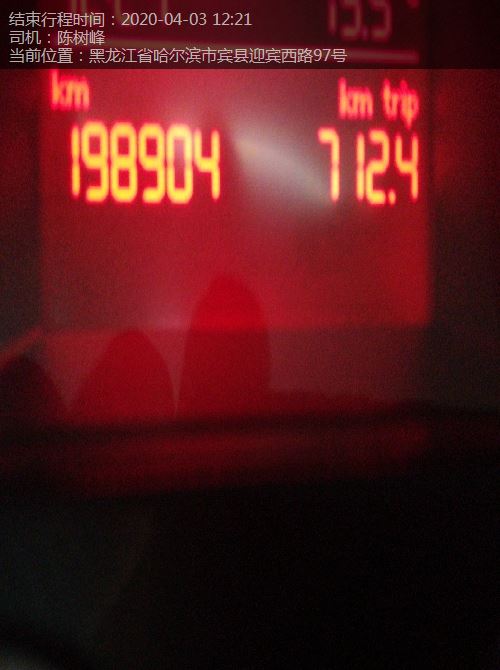 结束行程时间：2020-04-03 12:21
司机：陈树峰
当前位置：黑龙江省哈尔滨市宾县迎宾西路97号
km
km trip
198904
712.4